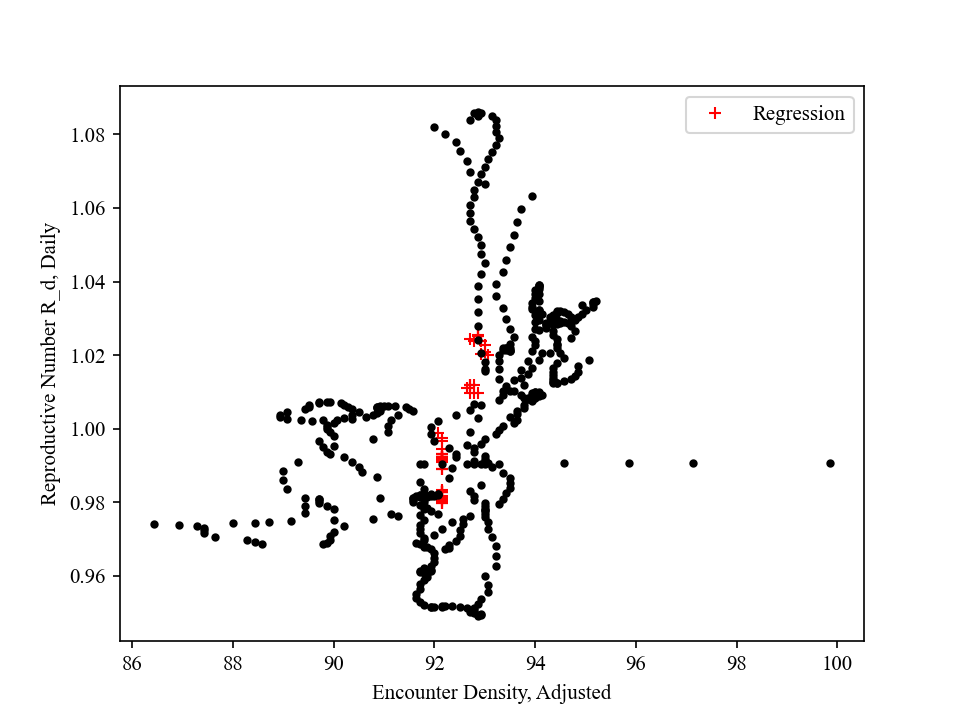 Regression
1.08
1.06
1.04
1.02
1.00
0.98
0.96
Reproductive Number R_d, Daily
86 88 90 92 94 96 98 100
Encounter Density, Adjusted